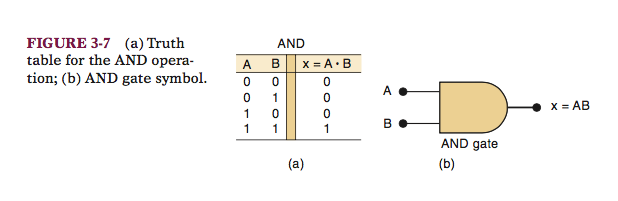 FIGURE 3-7 (a) Truth
table for the AND opera-
tion; (b) AND gate symbol.
AND
A B x = A • B
0 0 0
0 1 0
1 0 0
1 1 1
(a)
A
B
x = AB
AND gate
(b)